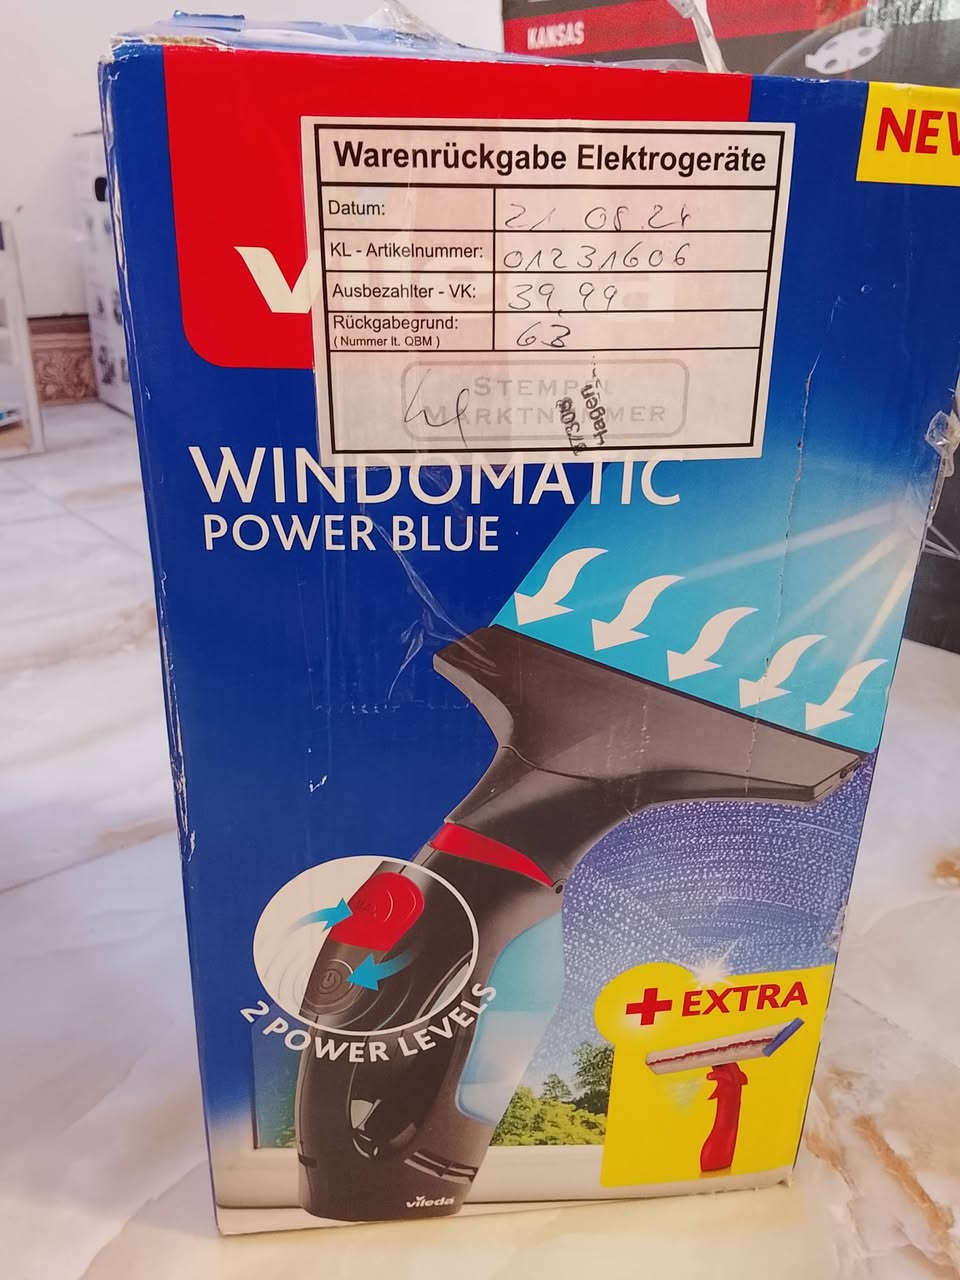 KANSAS
NEW
Warenrückgabe Elektrogeräte
Datum: 21.08.24
KL - Artikelnummer: 01231606
Ausbezahlter - VK: 39,99
Rückgabegrund: 63
( Nummer lt. QBM )
STEMPEL
MARKTNUMMER
Hagen
vileda
WINDOMATIC
POWER BLUE
2 POWER LEVELS
+ EXTRA
vileda